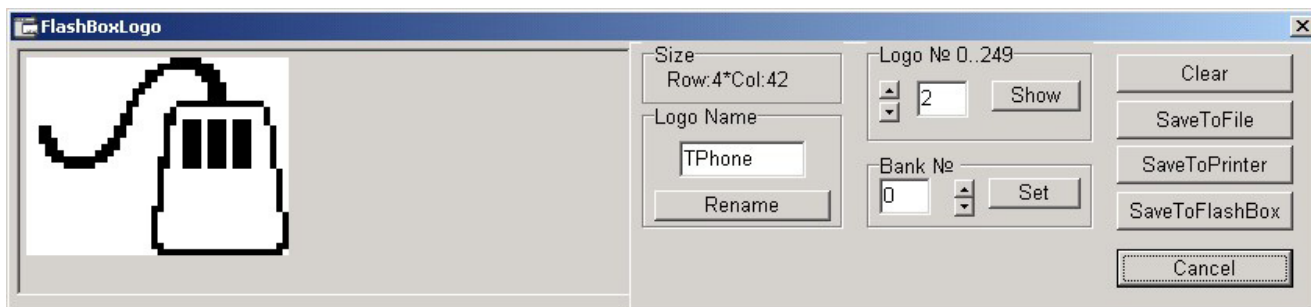 FlashBoxLogo
Size
Row:4*Col:42
Logo Name
TPhone
Rename
Logo № 0..249
2
Show
Bank №
0
Set
Clear
SaveToFile
SaveToPrinter
SaveToFlashBox
Cancel